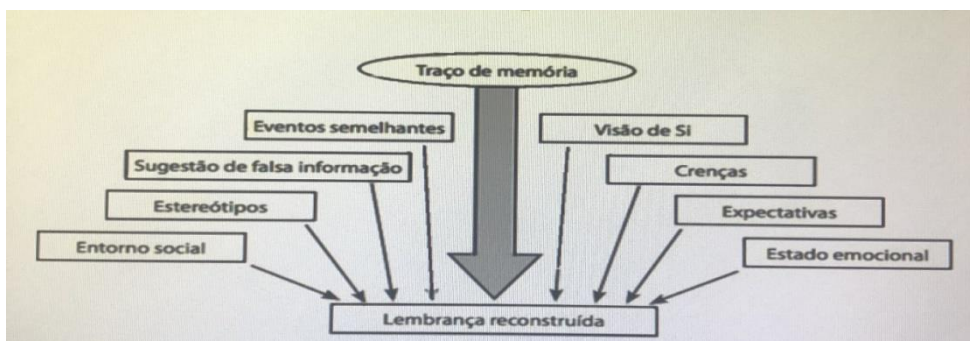 Traço de memória
Eventos semelhantes
Visão de Si
Sugestão de falsa informação
Crenças
Estereótipos
Expectativas
Entorno social
Estado emocional
Lembrança reconstruída